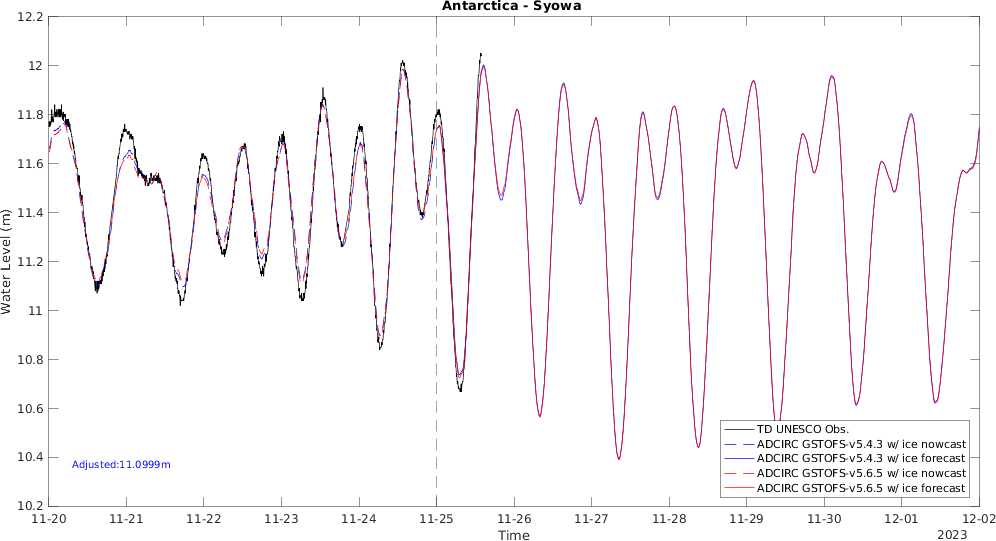 Antarctica - Syowa
Water Level (m)
12.2
12
11.8
11.6
11.4
11.2
11
10.8
10.6
10.4
10.2
Adjusted:11.0999m
TD UNESCO Obs.
ADCIRC GSTOFS-v5.4.3 w/ ice nowcast
ADCIRC GSTOFS-v5.4.3 w/ ice forecast
ADCIRC GSTOFS-v5.6.5 w/ ice nowcast
ADCIRC GSTOFS-v5.6.5 w/ ice forecast
11-20 11-21 11-22 11-23 11-24 11-25 11-26 11-27 11-28 11-29 11-30 12-01 12-02
Time
2023